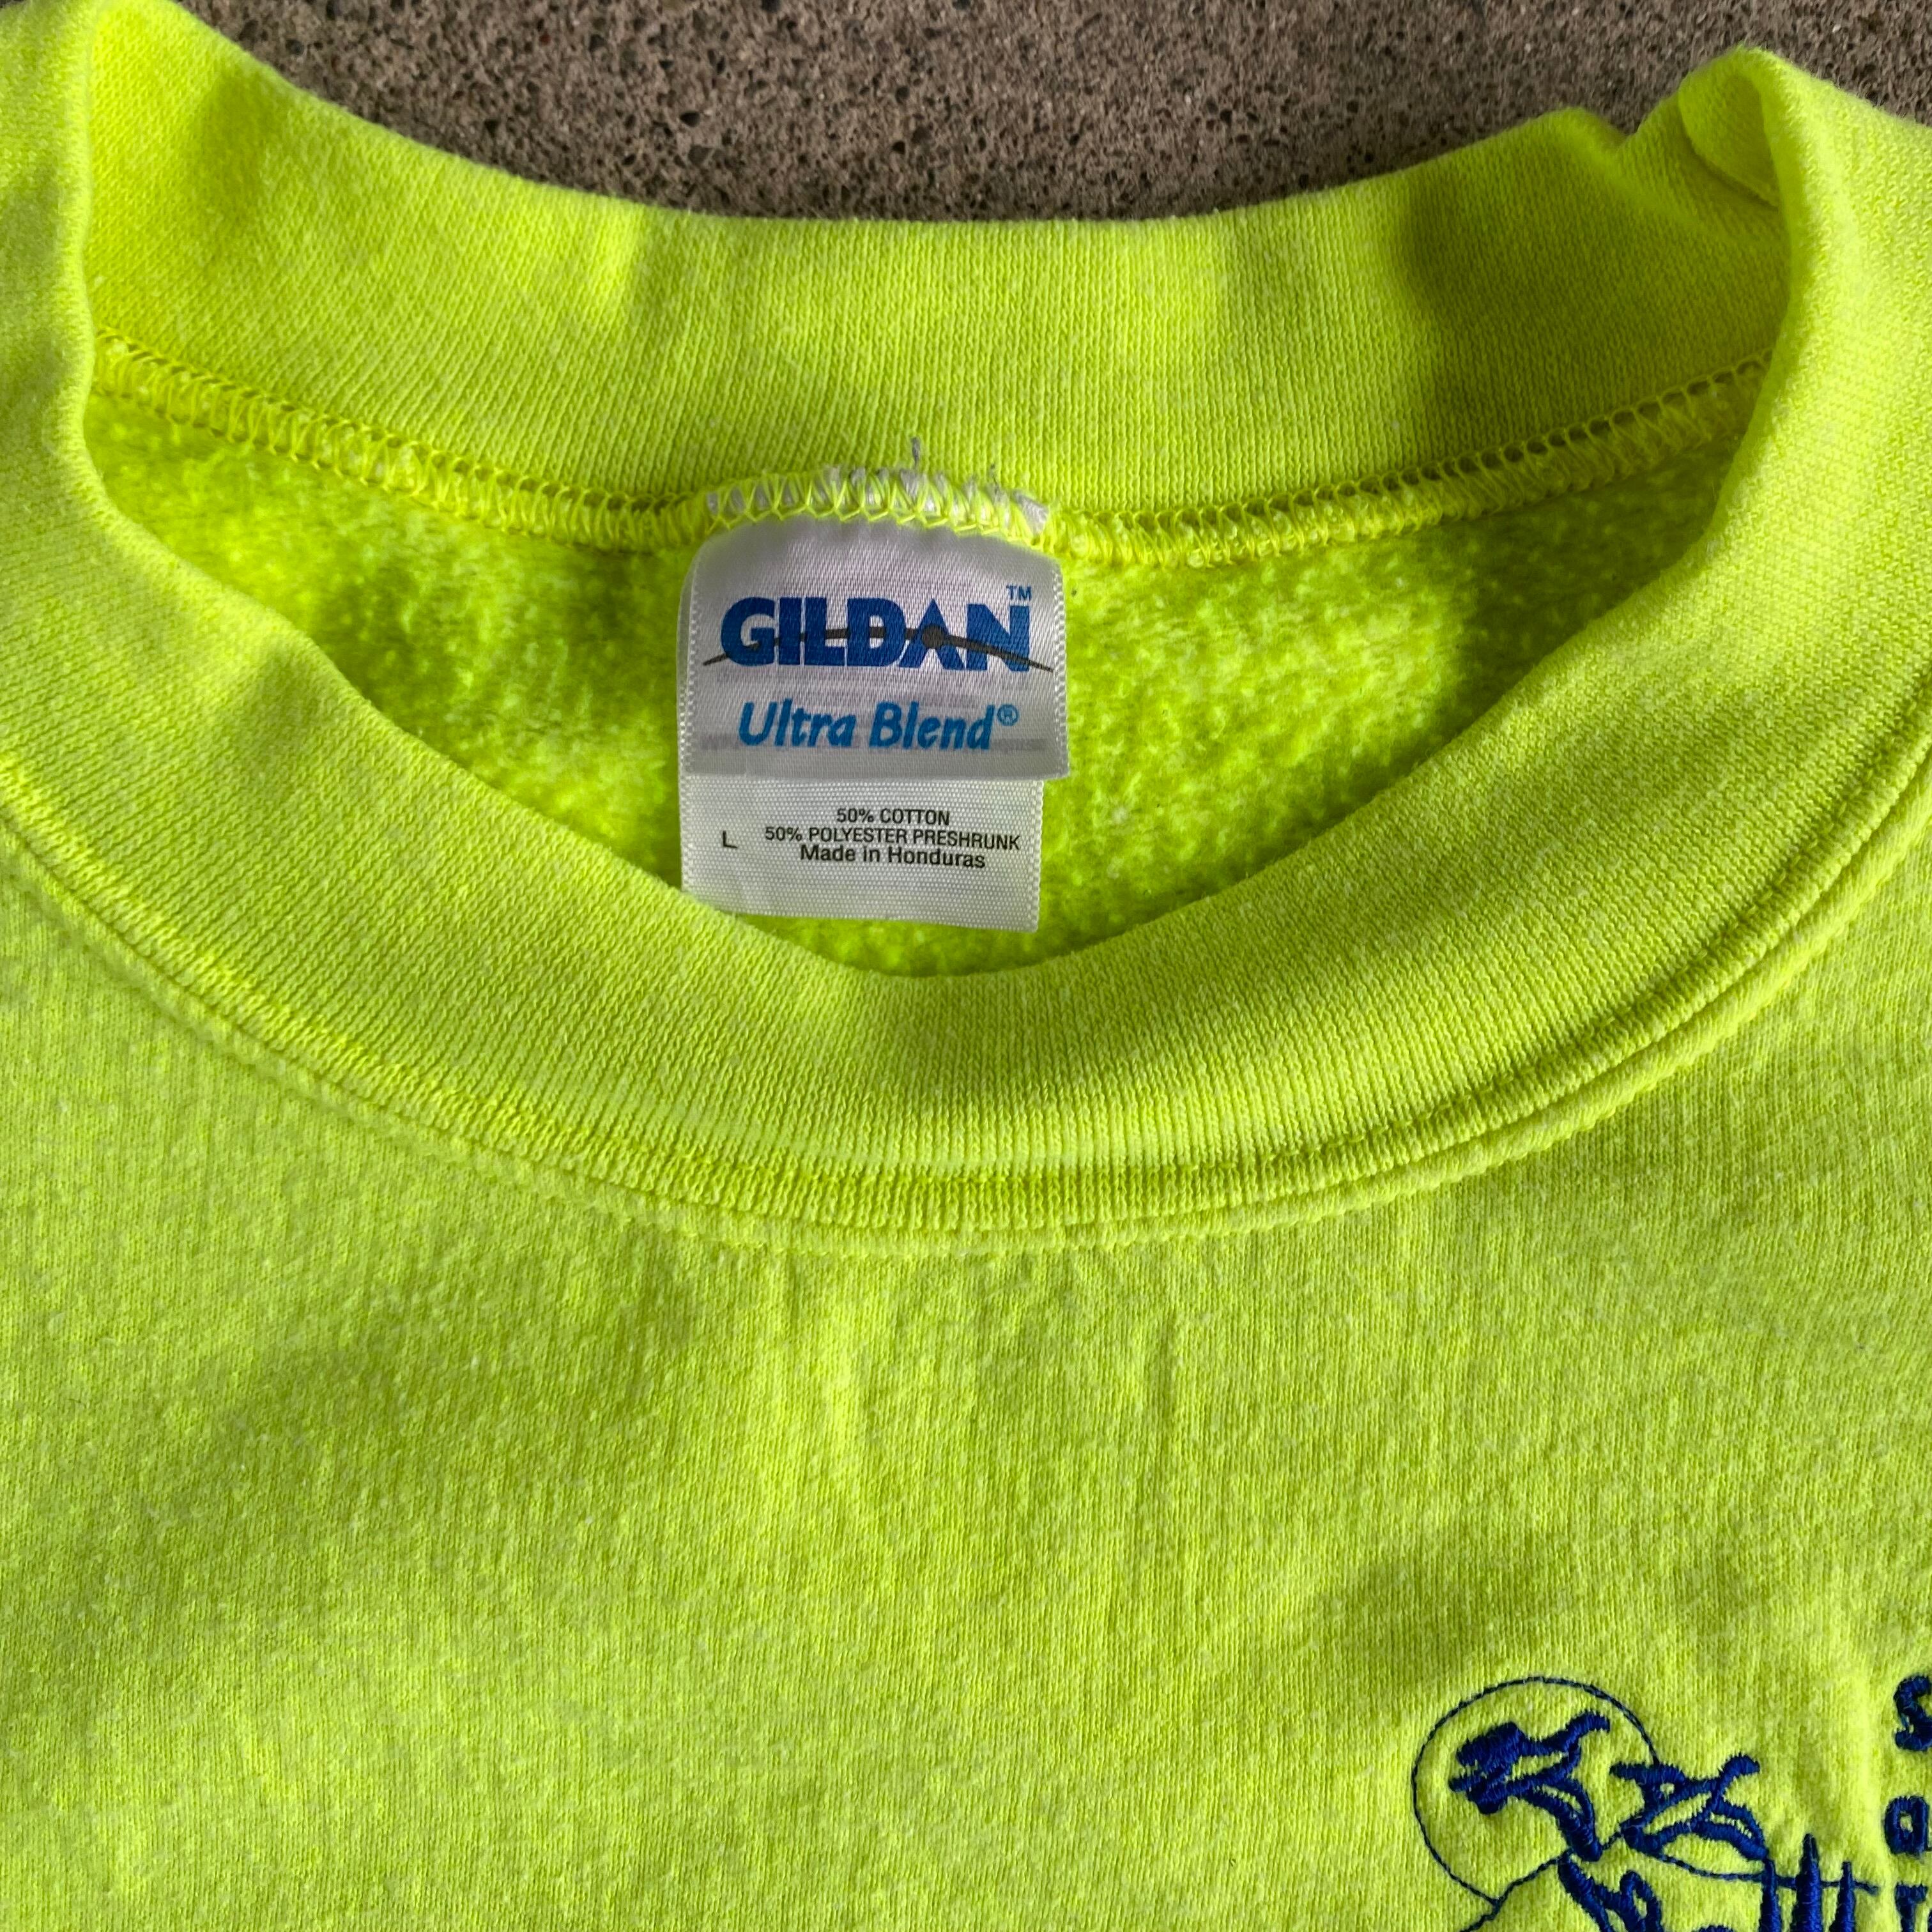 GILDAN™
Ultra Blend®
50% COTTON
L 50% POLYESTER PRESHRUNK
Made in Honduras